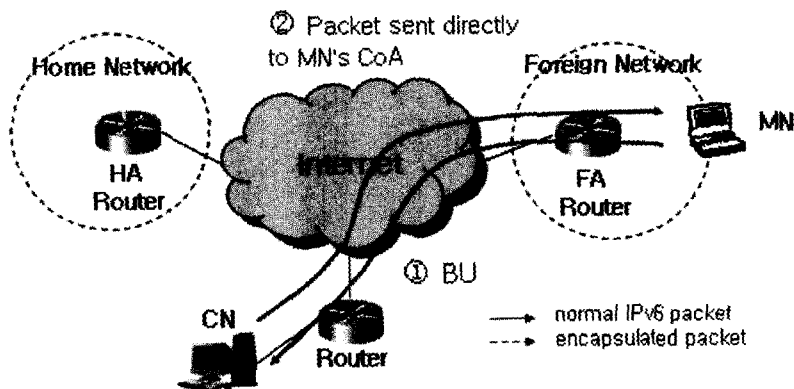 ② Packet sent directly
to MN's CoA
Home Network
Foreign Network
Internet
MN
HA
Router
FA
Router
① BU
CN
Router
normal IPv6 packet
encapsulated packet